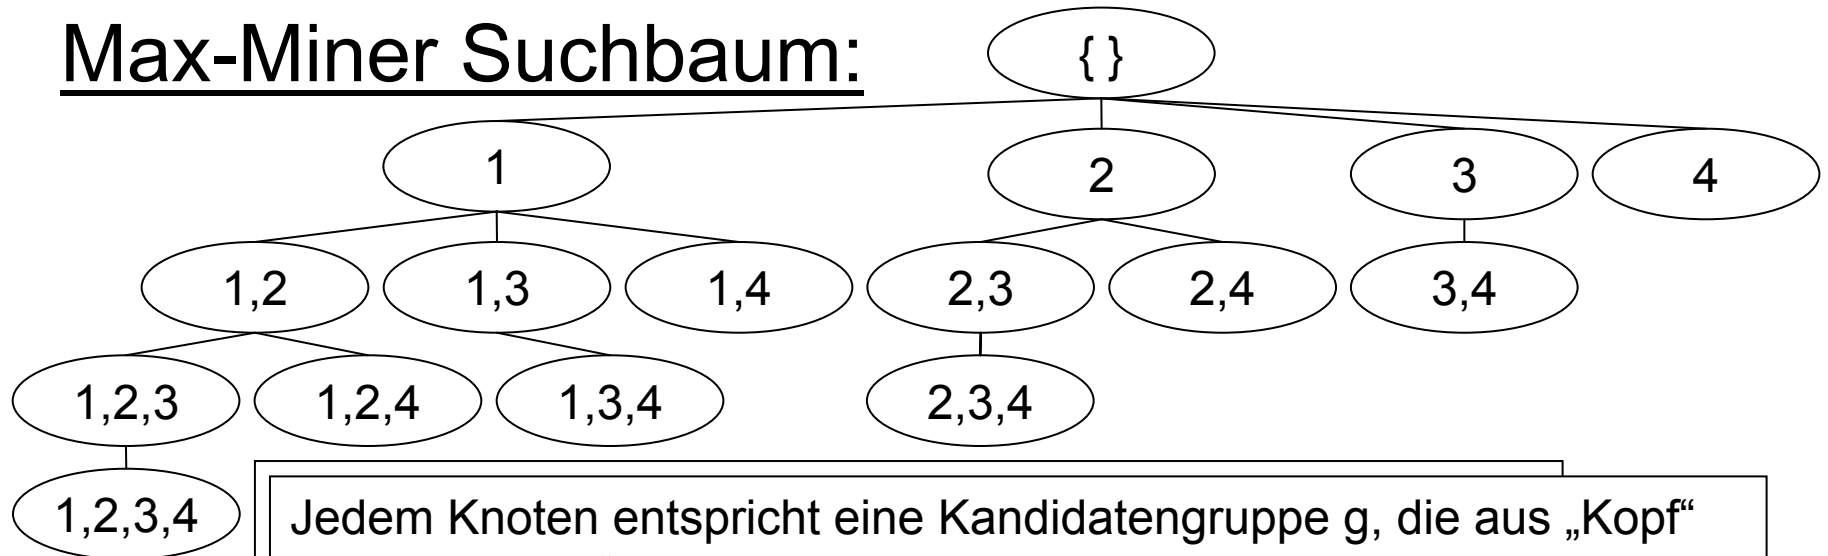 Max-Miner Suchbaum:
{ }
1 2 3 4
1,2 1,3 1,4 2,3 2,4 3,4
1,2,3 1,2,4 1,3,4 2,3,4
1,2,3,4
Jedem Knoten entspricht eine Kandidatengruppe g, die aus „Kopf“